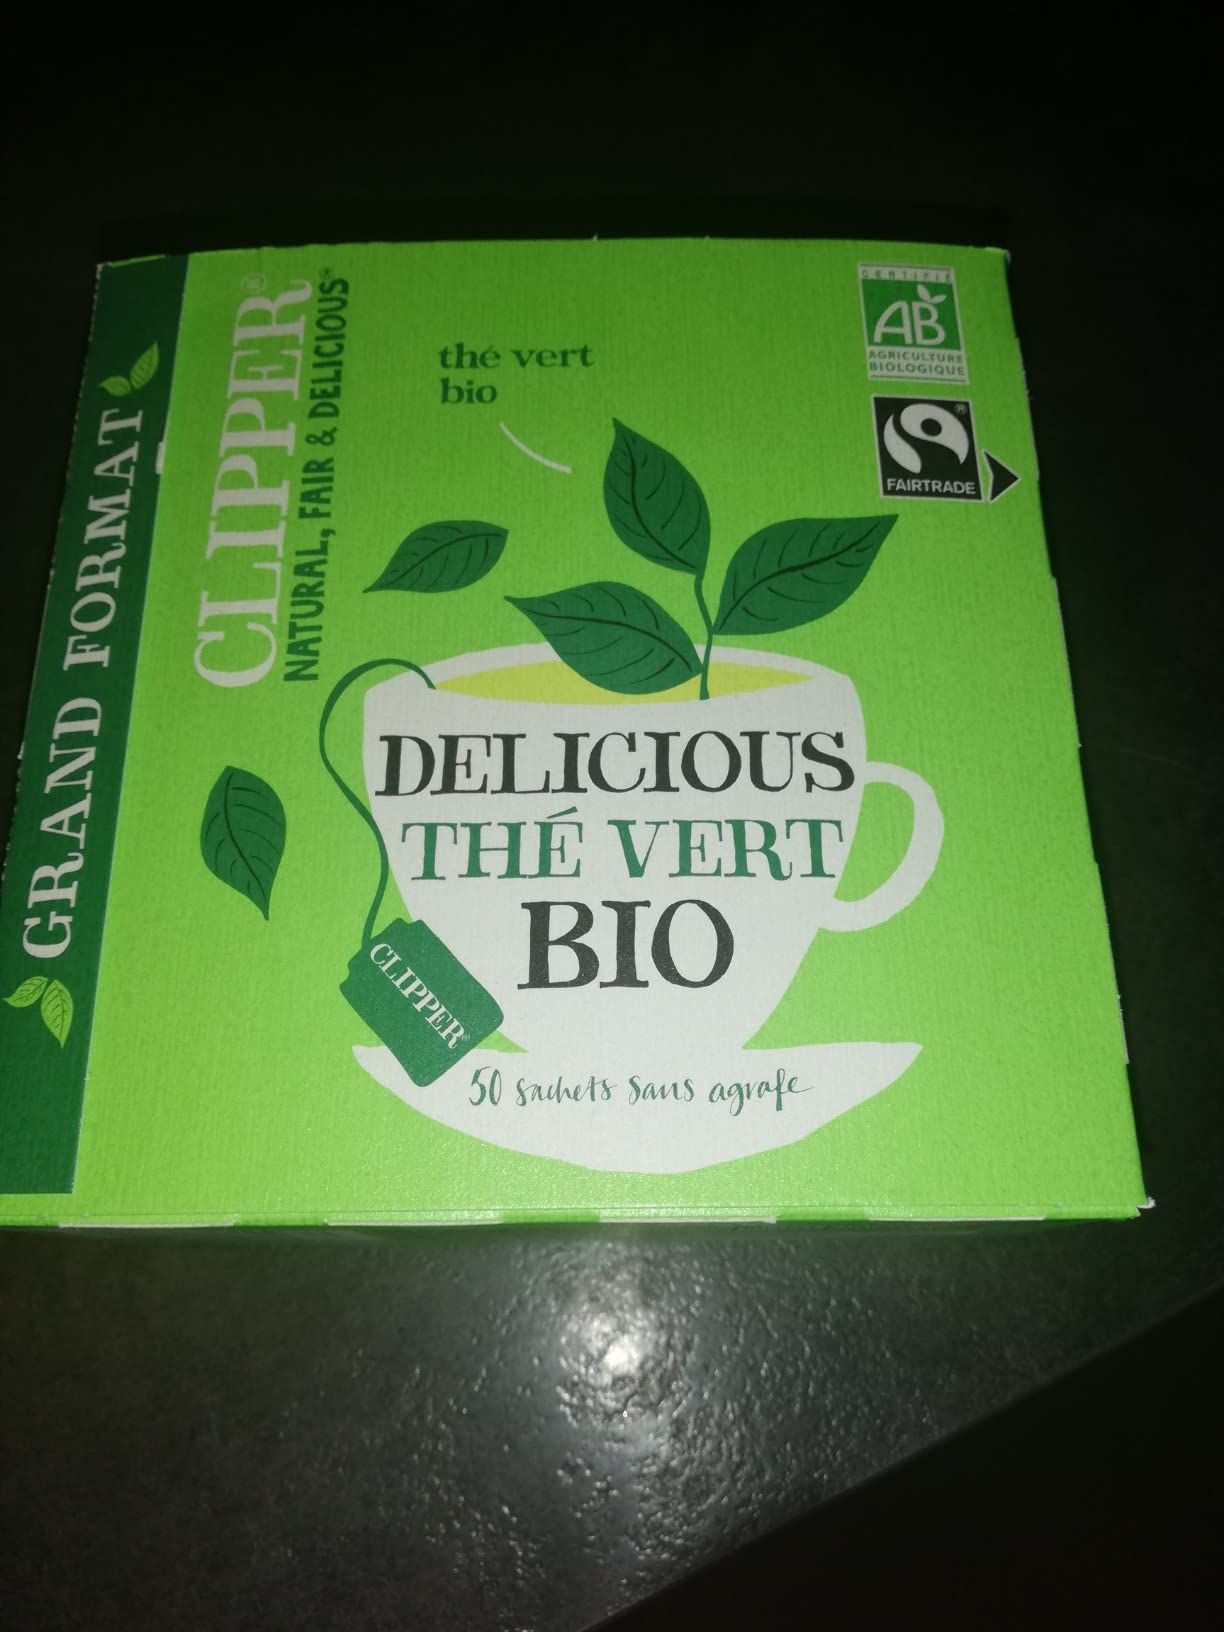 GRAND FORMAT
CLIPPER®
NATURAL, FAIR & DELICIOUS®
thé vert
bio
CERTIFIÉ
AB
AGRICULTURE
BIOLOGIQUE
®
FAIRTRADE
DELICIOUS
THÉ VERT
BIO
CLIPPER®
50 sachets sans agrafe